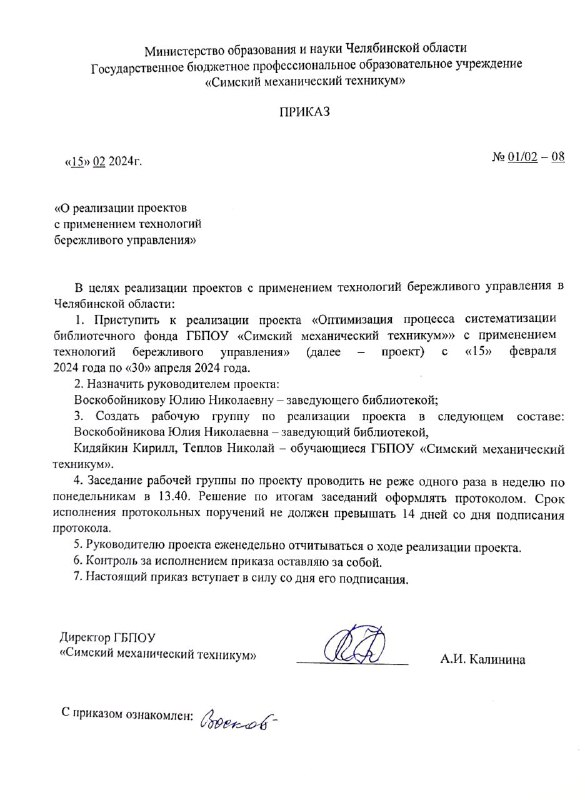 Министерство образования и науки Челябинской области
Государственное бюджетное профессиональное образовательное учреждение
«Симский механический техникум»
ПРИКАЗ
«15» 02 2024г.
№ 01/02 – 08
«О реализации проектов
с применением технологий
бережливого управления»
В целях реализации проектов с применением технологий бережливого управления в
Челябинской области:
1. Приступить к реализации проекта «Оптимизация процесса систематизации
библиотечного фонда ГБПОУ «Симский механический техникум»» с применением
технологий бережливого управления» (далее – проект) с «15» февраля
2024 года по «30» апреля 2024 года.
2. Назначить руководителем проекта:
Воскобойникову Юлию Николаевну – заведующего библиотекой;
3. Создать рабочую группу по реализации проекта в следующем составе:
Воскобойникова Юлия Николаевна – заведующий библиотекой,
Кидяйкин Кирилл, Теплов Николай – обучающиеся ГБПОУ «Симский механический
техникум».
4. Заседание рабочей группы по проекту проводить не реже одного раза в неделю по
понедельникам в 13.40. Решение по итогам заседаний оформлять протоколом. Срок
исполнения протокольных поручений не должен превышать 14 дней со дня подписания
протокола.
5. Руководителю проекта еженедельно отчитываться о ходе реализации проекта.
6. Контроль за исполнением приказа оставляю за собой.
7. Настоящий приказ вступает в силу со дня его подписания.
Директор ГБПОУ
«Симский механический техникум»
А.И. Калинина
С приказом ознакомлен: